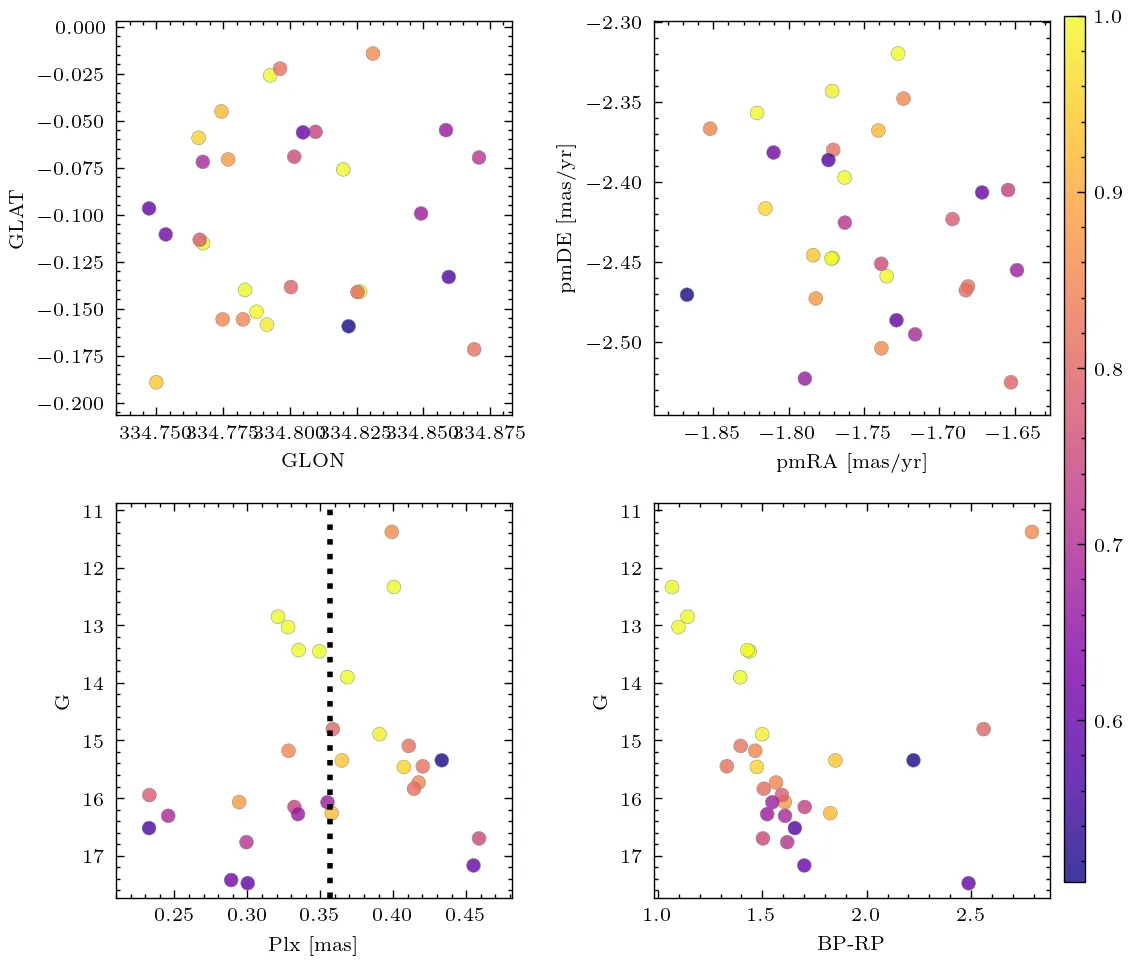 0.000
−0.025
−0.050
−0.075
−0.100
−0.125
−0.150
−0.175
−0.200
GLAT
334.750 334.775 334.800 334.825 334.850 334.875
GLON
−2.30
−2.35
−2.40
−2.45
−2.50
pmDE [mas/yr]
−1.85 −1.80 −1.75 −1.70 −1.65
pmRA [mas/yr]
11
12
13
14
15
16
17
G
0.25 0.30 0.35 0.40 0.45
Plx [mas]
11
12
13
14
15
16
17
G
1.0 1.5 2.0 2.5
BP-RP
1.0
0.9
0.8
0.7
0.6